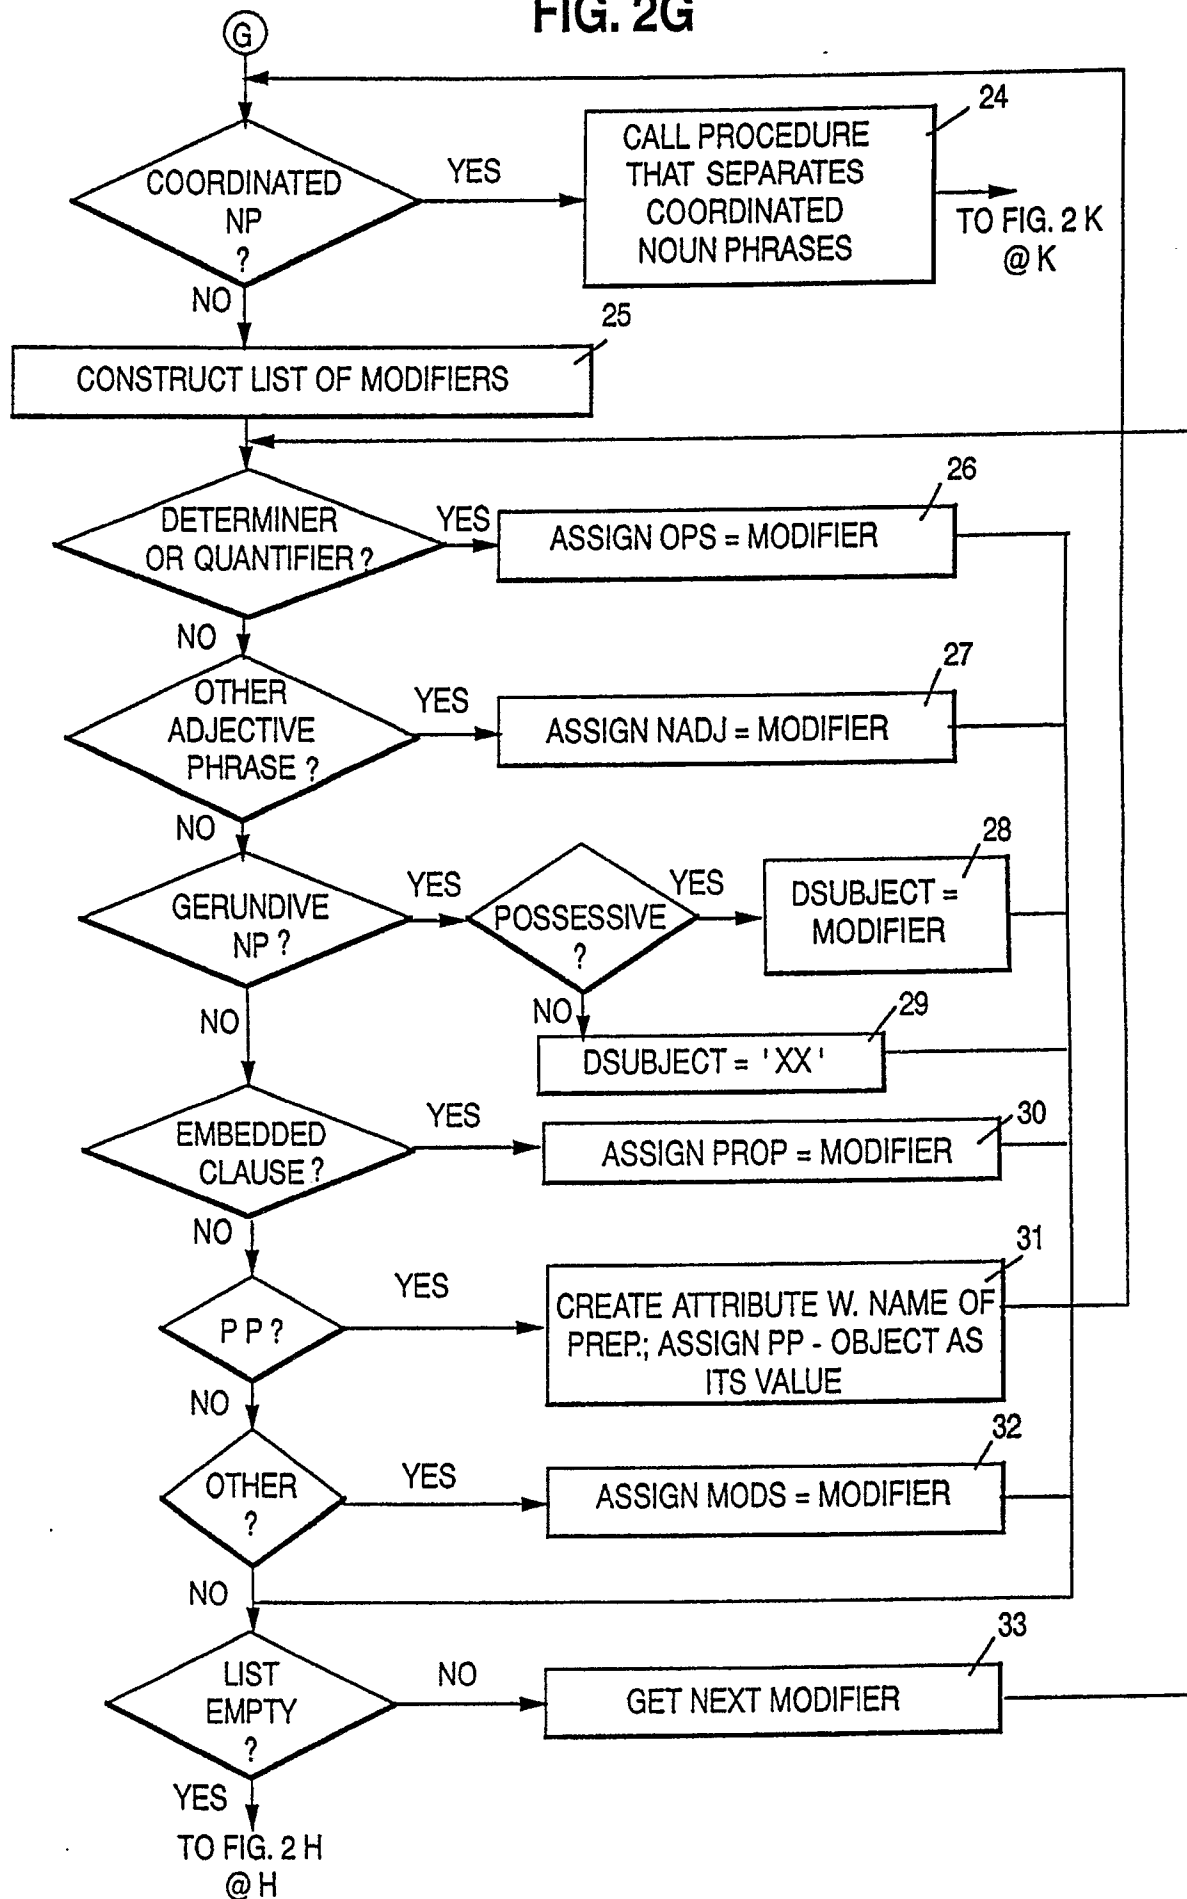 FIG. 2G
G
24
COORDINATED
NP
?
YES
CALL PROCEDURE
THAT SEPARATES
COORDINATED
NOUN PHRASES
TO FIG. 2 K
@ K
NO
25
CONSTRUCT LIST OF MODIFIERS
26
DETERMINER
OR QUANTIFIER ?
YES
ASSIGN OPS = MODIFIER
NO
27
OTHER
ADJECTIVE
PHRASE ?
YES
ASSIGN NADJ = MODIFIER
NO
28
GERUNDIVE
NP ?
YES
POSSESSIVE
?
YES
DSUBJECT =
MODIFIER
NO
NO
29
DSUBJECT = 'XX'
30
EMBEDDED
CLAUSE ?
YES
ASSIGN PROP = MODIFIER
NO
31
P P ?
YES
CREATE ATTRIBUTE W. NAME OF
PREP.; ASSIGN PP - OBJECT AS
ITS VALUE
NO
32
OTHER
?
YES
ASSIGN MODS = MODIFIER
NO
33
LIST
EMPTY
?
NO
GET NEXT MODIFIER
YES
TO FIG. 2 H
@ H